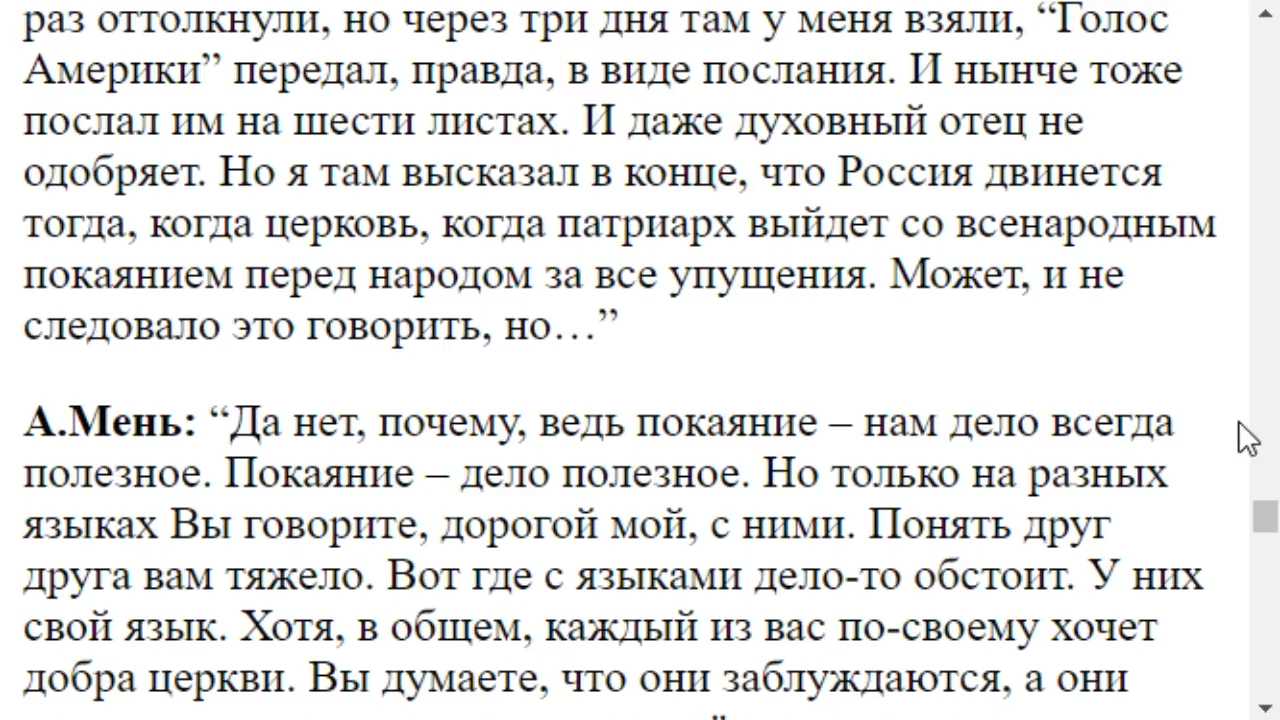 раз оттолкнули, но через три дня там у меня взяли, “Голос
Америки” передал, правда, в виде послания. И нынче тоже
послал им на шести листах. И даже духовный отец не
одобряет. Но я там высказал в конце, что Россия двинется
тогда, когда церковь, когда патриарх выйдет со всенародным
покаянием перед народом за все упущения. Может, и не
следовало это говорить, но…”
А.Мень: “Да нет, почему, ведь покаяние – нам дело всегда
полезное. Покаяние – дело полезное. Но только на разных
языках Вы говорите, дорогой мой, с ними. Понять друг
друга вам тяжело. Вот где с языками дело-то обстоит. У них
свой язык. Хотя, в общем, каждый из вас по-своему хочет
добра церкви. Вы думаете, что они заблуждаются, а они